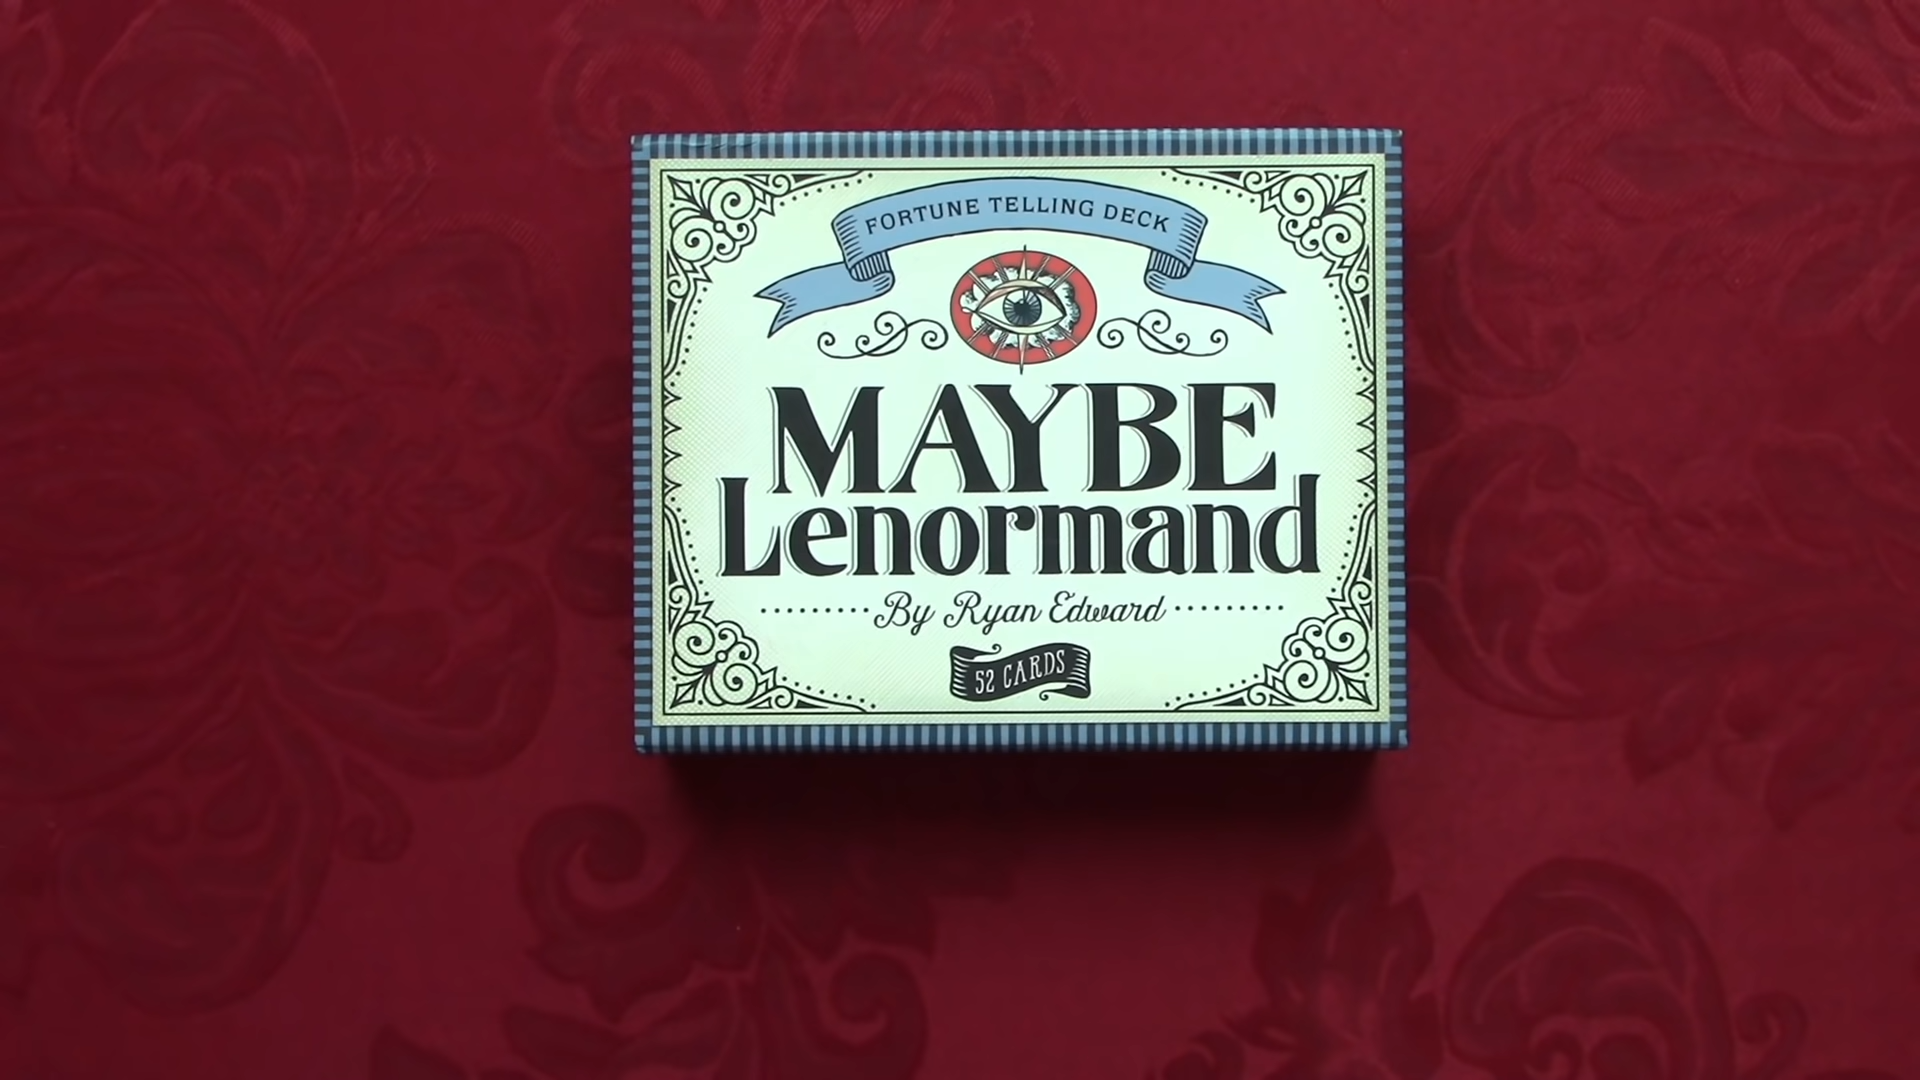 FORTUNE TELLING DECK
MAYBE
Lenormand
By Ryan Edward
52 CARDS